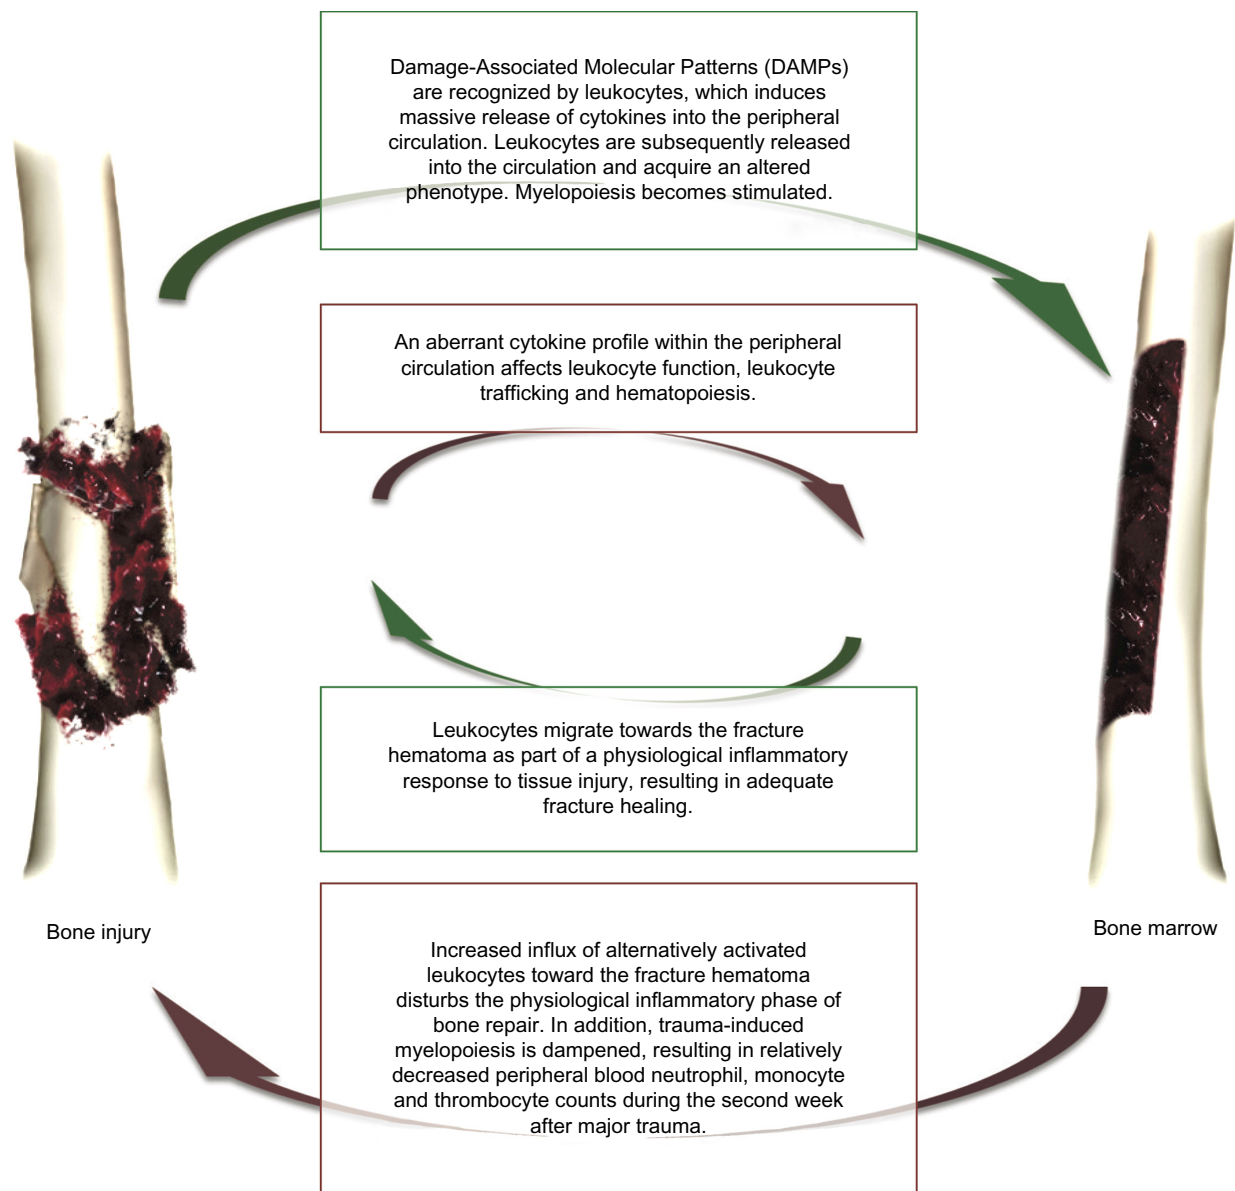 Damage-Associated Molecular Patterns (DAMPs)
are recognized by leukocytes, which induces
massive release of cytokines into the peripheral
circulation. Leukocytes are subsequently released
into the circulation and acquire an altered
phenotype. Myelopoiesis becomes stimulated.
An aberrant cytokine profile within the peripheral
circulation affects leukocyte function, leukocyte
trafficking and hematopoiesis.
Leukocytes migrate towards the fracture
hematoma as part of a physiological inflammatory
response to tissue injury, resulting in adequate
fracture healing.
Bone injury
Bone marrow
Increased influx of alternatively activated
leukocytes toward the fracture hematoma
disturbs the physiological inflammatory phase of
bone repair. In addition, trauma-induced
myelopoiesis is dampened, resulting in relatively
decreased peripheral blood neutrophil, monocyte
and thrombocyte counts during the second week
after major trauma.